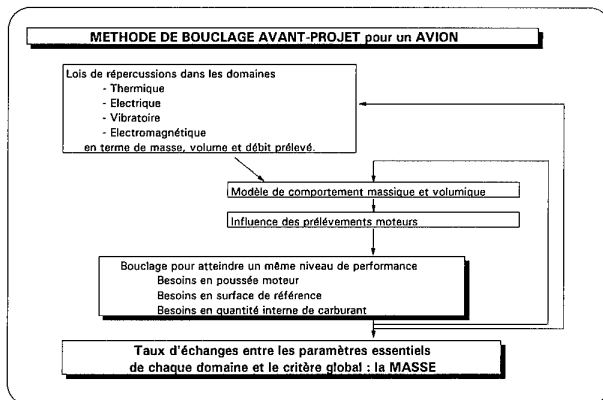 METHODE DE BOUCLAGE AVANT-PROJET pour un AVION
Lois de répercussions dans les domaines
- Thermique
- Electrique
- Vibratoire
- Electromagnétique
en terme de masse, volume et débit prélevé.
Modèle de comportement massique et volumique
Influence des prélévements moteurs
Bouclage pour atteindre un même niveau de performance
Besoins en poussée moteur
Besoins en surface de référence
Besoins en quantité interne de carburant
Taux d'échanges entre les paramètres essentiels
de chaque domaine et le critère global : la MASSE